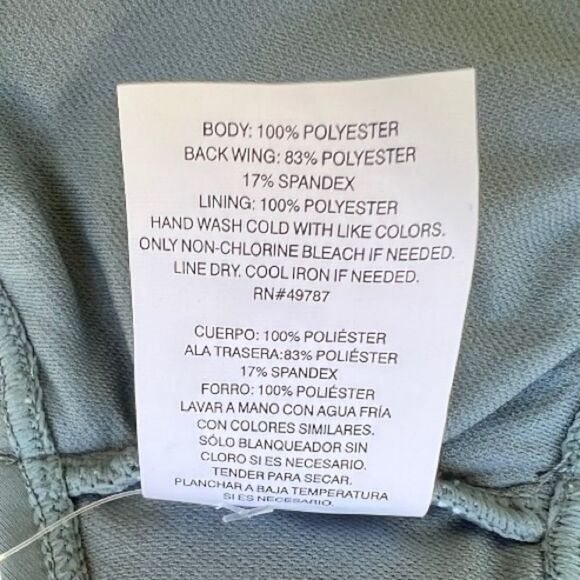 BODY: 100% POLYESTER
BACK WING: 83% POLYESTER
17% SPANDEX
LINING: 100% POLYESTER
HAND WASH COLD WITH LIKE COLORS.
ONLY NON-CHLORINE BLEACH IF NEEDED.
LINE DRY. COOL IRON IF NEEDED.
RN#49787
CUERPO: 100% POLIÉSTER
ALA TRASERA:83% POLIÉSTER
17% SPANDEX
FORRO: 100% POLIÉSTER
LAVAR A MANO CON AGUA FRÍA
CON COLORES SIMILARES.
SÓLO BLANQUEADOR SIN
CLORO SI ES NECESARIO.
TENDER PARA SECAR.
PLANCHAR A BAJA TEMPERATURA
SI ES NECESARIO.